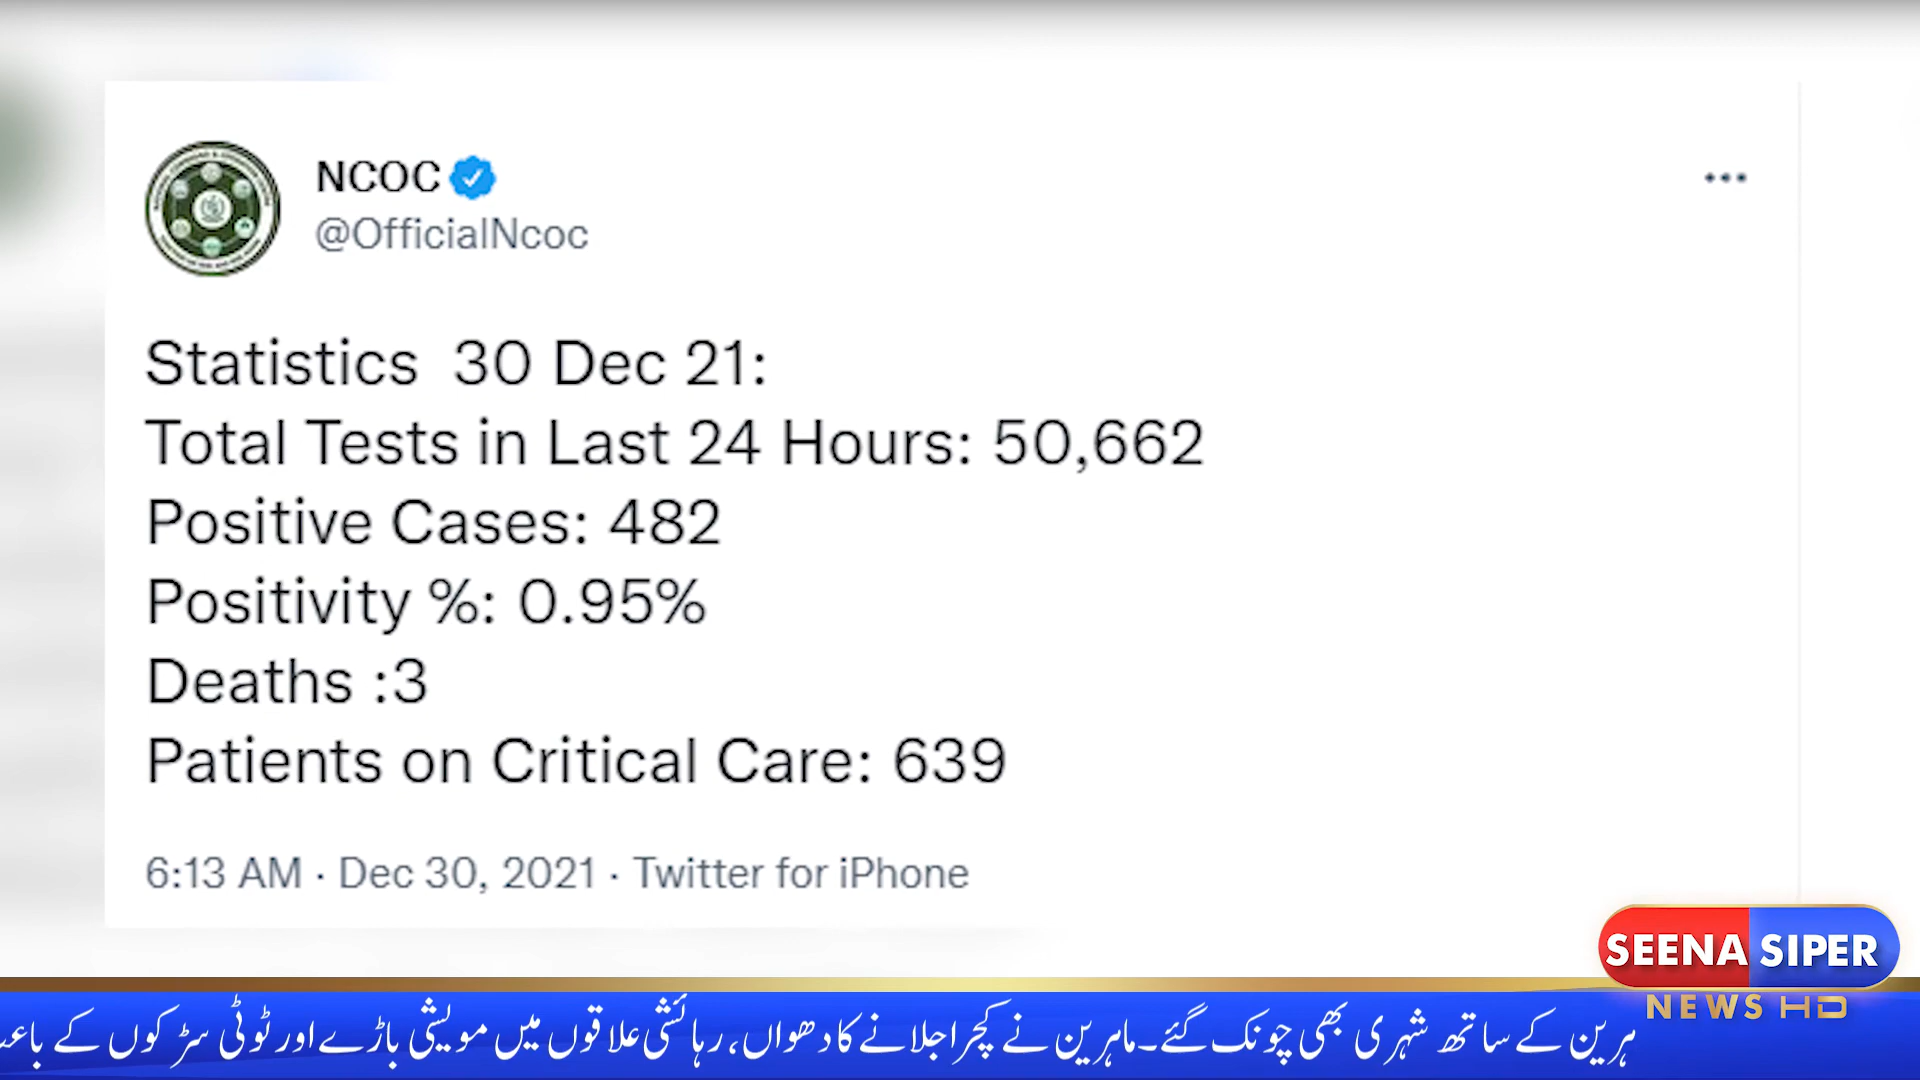 NCOC
@OfficialNcoc
Statistics 30 Dec 21:
Total Tests in Last 24 Hours: 50,662
Positive Cases: 482
Positivity %: 0.95%
Deaths :3
Patients on Critical Care: 639
6:13 AM · Dec 30, 2021 · Twitter for iPhone
SEENA SIPER
NEWS HD
ہرین کے ساتھ شہری بھی چونک گئے۔ماہرین نے کچرا جلانے کا دھواں، رہائشی علاقوں میں مویشی باڑے اور ٹوٹی سڑکوں کے باعث